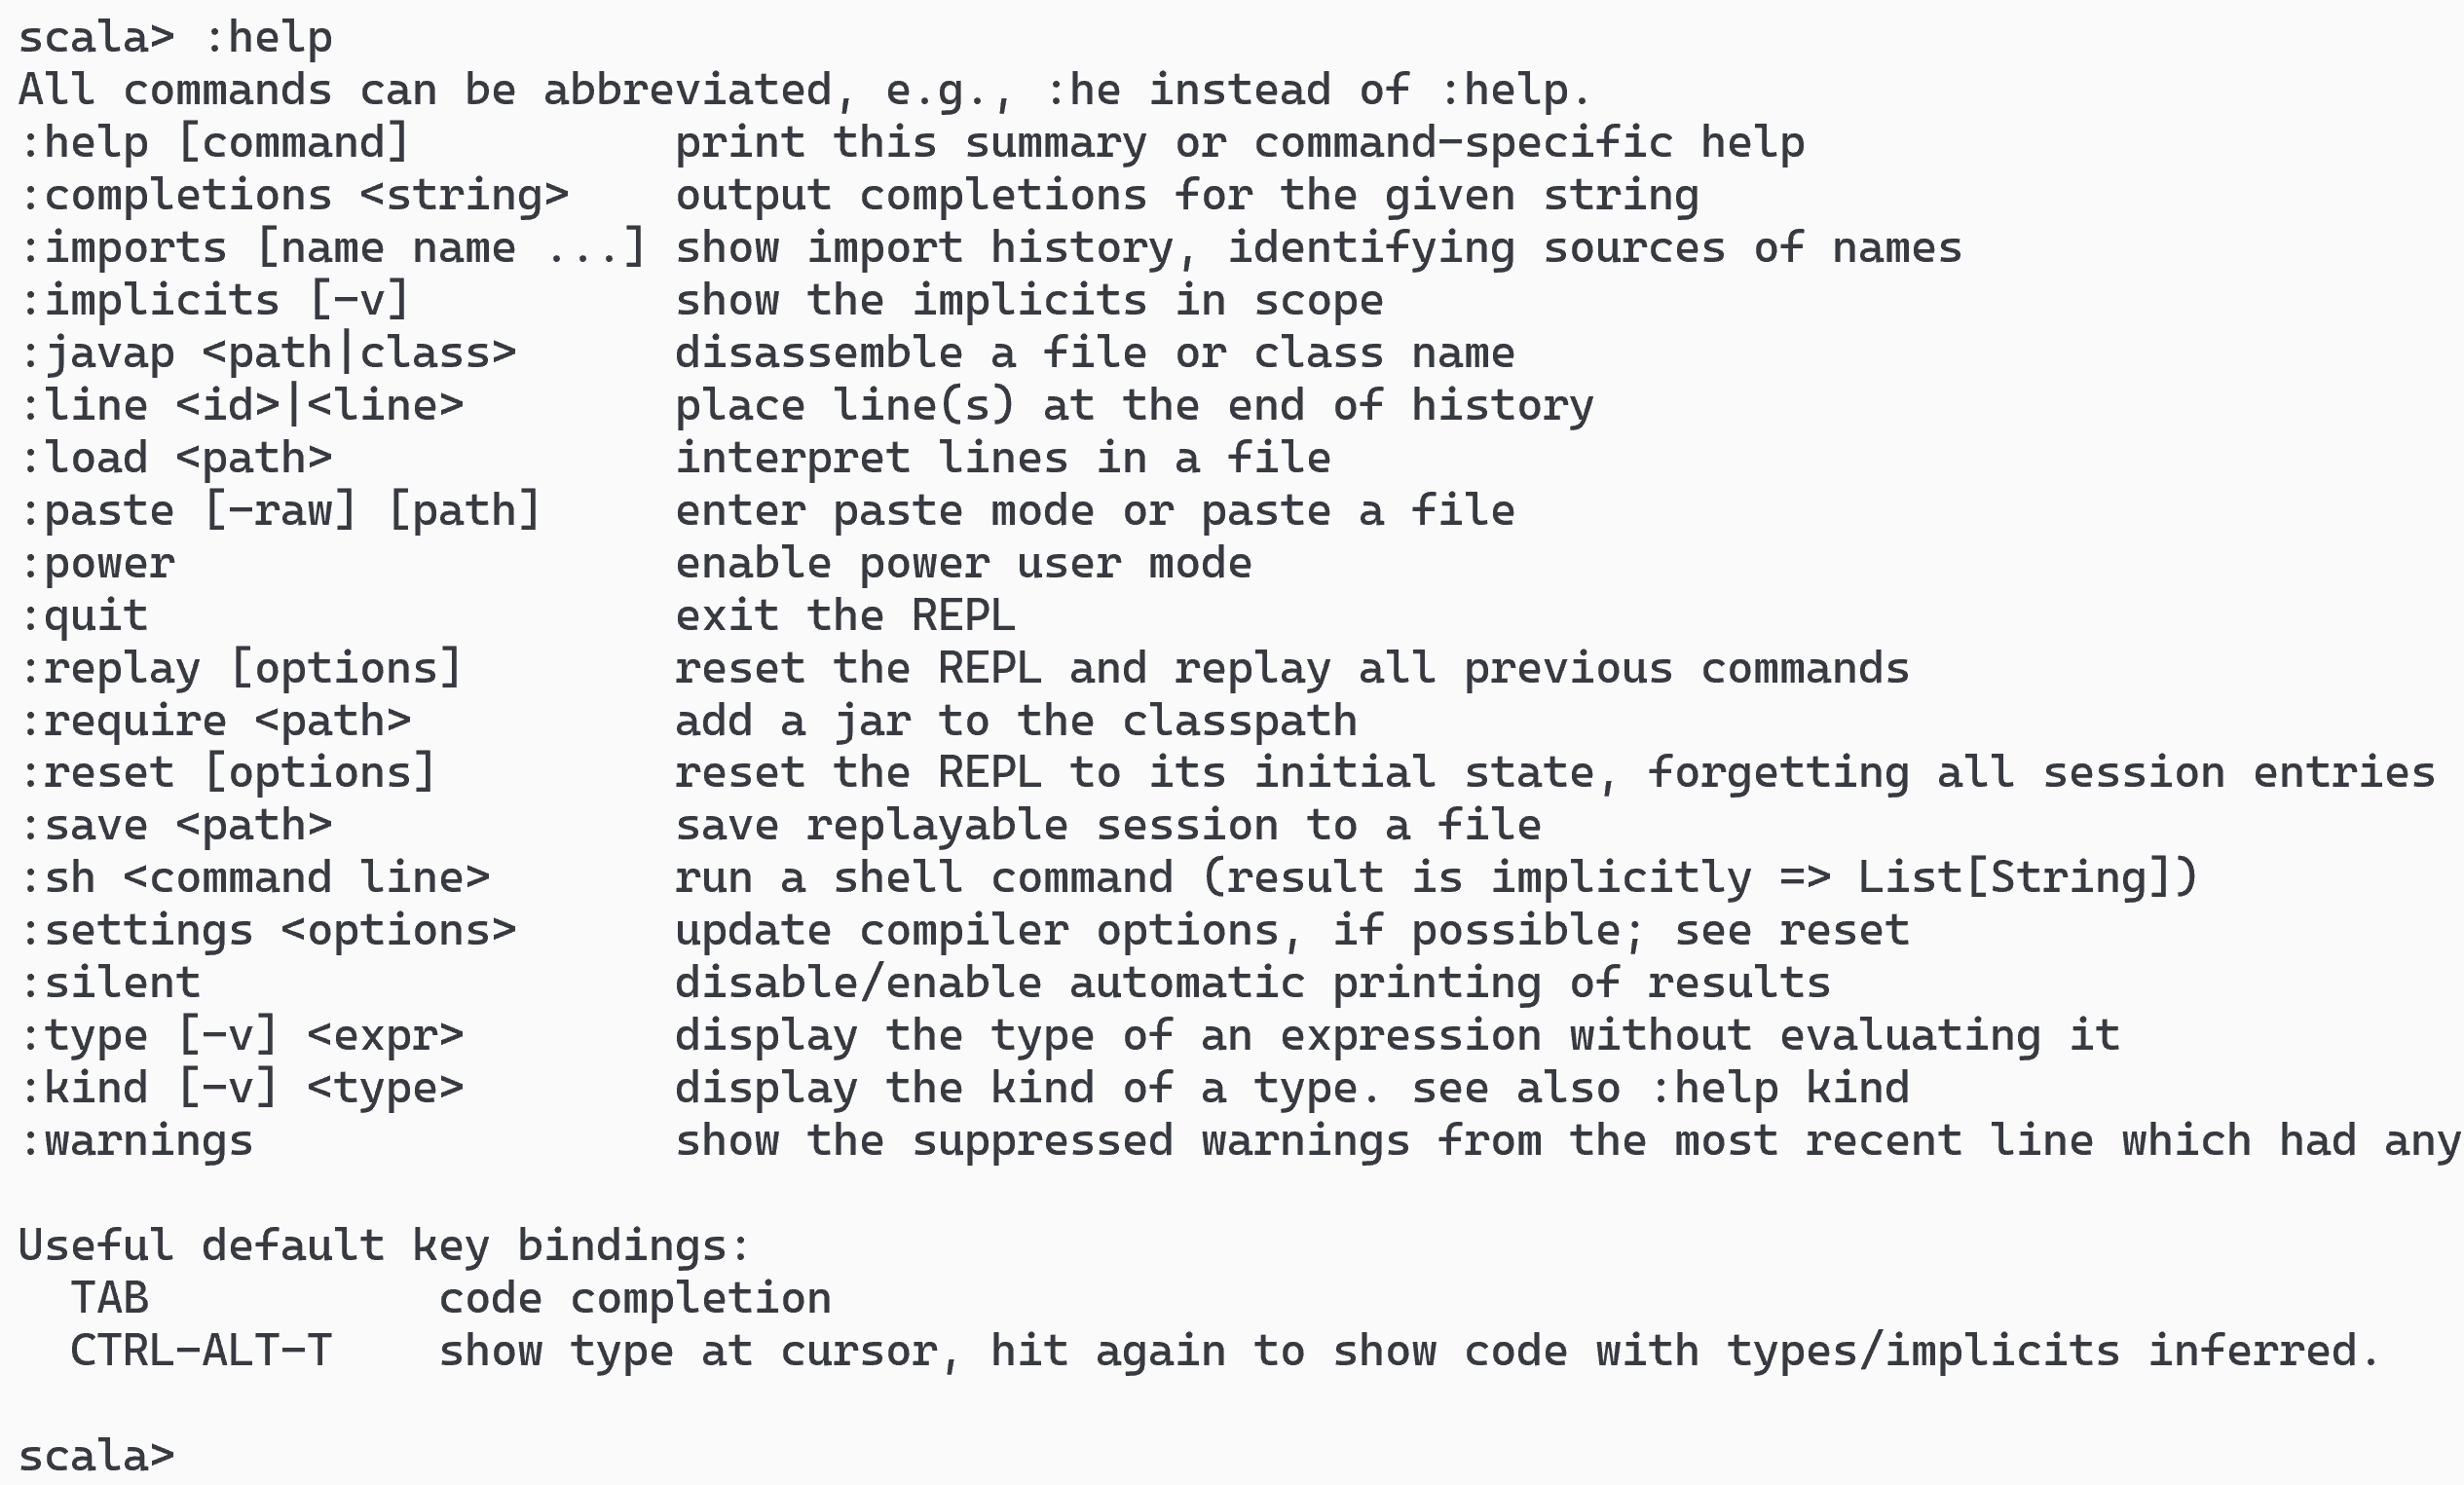 scala> :help
All commands can be abbreviated, e.g., :he instead of :help.
:help [command]          print this summary or command-specific help
:completions <string>    output completions for the given string
:imports [name name ...] show import history, identifying sources of names
:implicits [-v]          show the implicits in scope
:javap <path|class>      disassemble a file or class name
:line <id>|<line>        place line(s) at the end of history
:load <path>             interpret lines in a file
:paste [-raw] [path]     enter paste mode or paste a file
:power                   enable power user mode
:quit                    exit the REPL
:replay [options]        reset the REPL and replay all previous commands
:require <path>          add a jar to the classpath
:reset [options]         reset the REPL to its initial state, forgetting all session entries
:save <path>             save replayable session to a file
:sh <command line>       run a shell command (result is implicitly => List[String])
:settings <options>      update compiler options, if possible; see reset
:silent                  disable/enable automatic printing of results
:type [-v] <expr>        display the type of an expression without evaluating it
:kind [-v] <type>        display the kind of a type. see also :help kind
:warnings                show the suppressed warnings from the most recent line which had any

Useful default key bindings:
  TAB           code completion
  CTRL-ALT-T    show type at cursor, hit again to show code with types/implicits inferred.

scala>